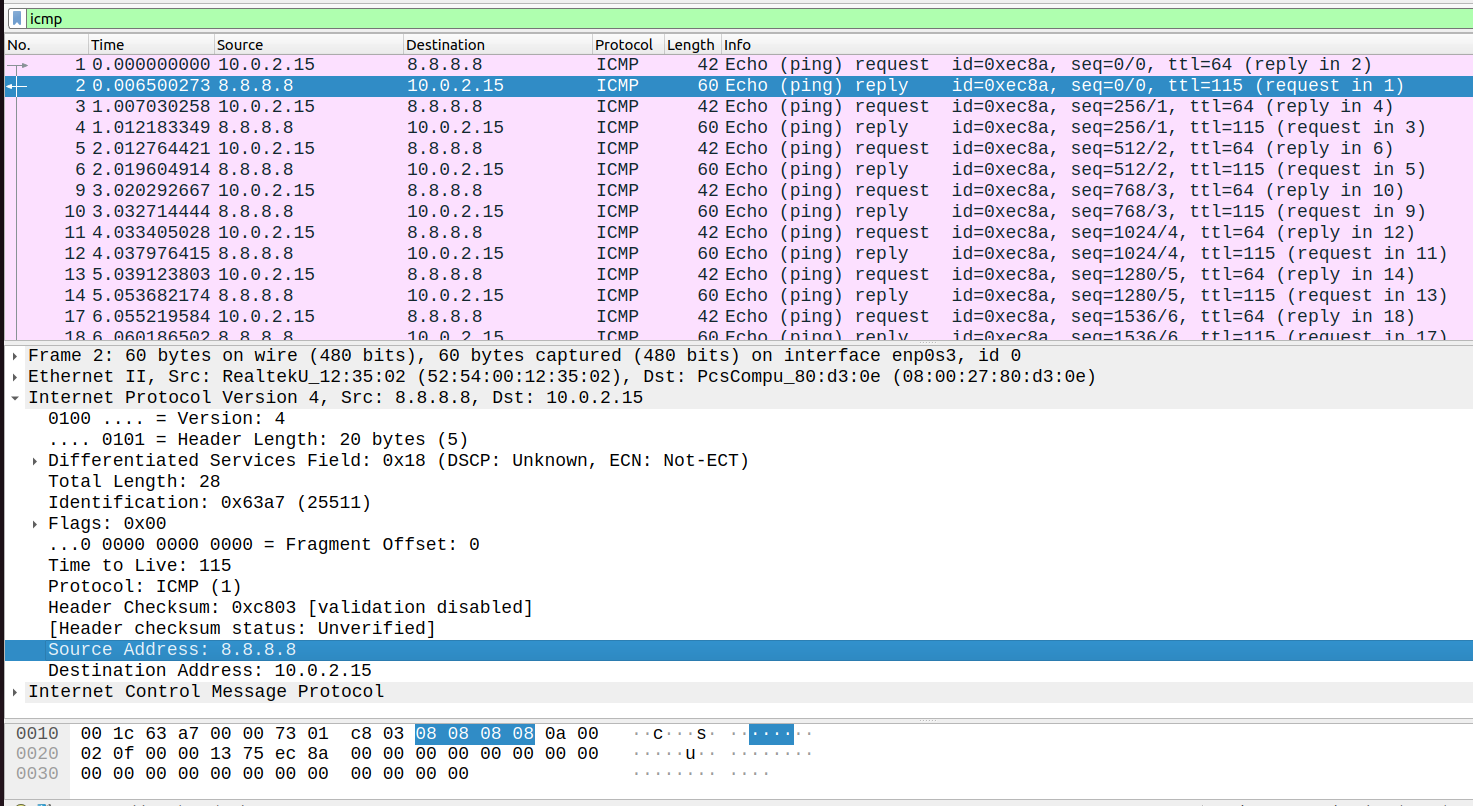 icmp
No. Time Source Destination Protocol Length Info
1 0.000000000 10.0.2.15 8.8.8.8 ICMP 42 Echo (ping) request id=0xec8a, seq=0/0, ttl=64 (reply in 2)
2 0.006500273 8.8.8.8 10.0.2.15 ICMP 60 Echo (ping) reply id=0xec8a, seq=0/0, ttl=115 (request in 1)
3 1.007030258 10.0.2.15 8.8.8.8 ICMP 42 Echo (ping) request id=0xec8a, seq=256/1, ttl=64 (reply in 4)
4 1.012183349 8.8.8.8 10.0.2.15 ICMP 60 Echo (ping) reply id=0xec8a, seq=256/1, ttl=115 (request in 3)
5 2.012764421 10.0.2.15 8.8.8.8 ICMP 42 Echo (ping) request id=0xec8a, seq=512/2, ttl=64 (reply in 6)
6 2.019604914 8.8.8.8 10.0.2.15 ICMP 60 Echo (ping) reply id=0xec8a, seq=512/2, ttl=115 (request in 5)
9 3.020292667 10.0.2.15 8.8.8.8 ICMP 42 Echo (ping) request id=0xec8a, seq=768/3, ttl=64 (reply in 10)
10 3.032714444 8.8.8.8 10.0.2.15 ICMP 60 Echo (ping) reply id=0xec8a, seq=768/3, ttl=115 (request in 9)
11 4.033405028 10.0.2.15 8.8.8.8 ICMP 42 Echo (ping) request id=0xec8a, seq=1024/4, ttl=64 (reply in 12)
12 4.037976415 8.8.8.8 10.0.2.15 ICMP 60 Echo (ping) reply id=0xec8a, seq=1024/4, ttl=115 (request in 11)
13 5.039123803 10.0.2.15 8.8.8.8 ICMP 42 Echo (ping) request id=0xec8a, seq=1280/5, ttl=64 (reply in 14)
14 5.053682174 8.8.8.8 10.0.2.15 ICMP 60 Echo (ping) reply id=0xec8a, seq=1280/5, ttl=115 (request in 13)
17 6.055219584 10.0.2.15 8.8.8.8 ICMP 42 Echo (ping) request id=0xec8a, seq=1536/6, ttl=64 (reply in 18)
18 6.060186502 8.8.8.8 10.0.2.15 ICMP 60 Echo (ping) reply id=0xec8a, seq=1536/6, ttl=115 (request in 17)
Frame 2: 60 bytes on wire (480 bits), 60 bytes captured (480 bits) on interface enp0s3, id 0
Ethernet II, Src: RealtekU_12:35:02 (52:54:00:12:35:02), Dst: PcsCompu_80:d3:0e (08:00:27:80:d3:0e)
Internet Protocol Version 4, Src: 8.8.8.8, Dst: 10.0.2.15
0100 .... = Version: 4
.... 0101 = Header Length: 20 bytes (5)
Differentiated Services Field: 0x18 (DSCP: Unknown, ECN: Not-ECT)
Total Length: 28
Identification: 0x63a7 (25511)
Flags: 0x00
...0 0000 0000 0000 = Fragment Offset: 0
Time to Live: 115
Protocol: ICMP (1)
Header Checksum: 0xc803 [validation disabled]
[Header checksum status: Unverified]
Source Address: 8.8.8.8
Destination Address: 10.0.2.15
Internet Control Message Protocol
0010 00 1c 63 a7 00 00 73 01 c8 03 08 08 08 08 0a 00 ··c···s· ········
0020 02 0f 00 00 13 75 ec 8a 00 00 00 00 00 00 00 00 ·····u·· ········
0030 00 00 00 00 00 00 00 00 00 00 00 00 ········ ····